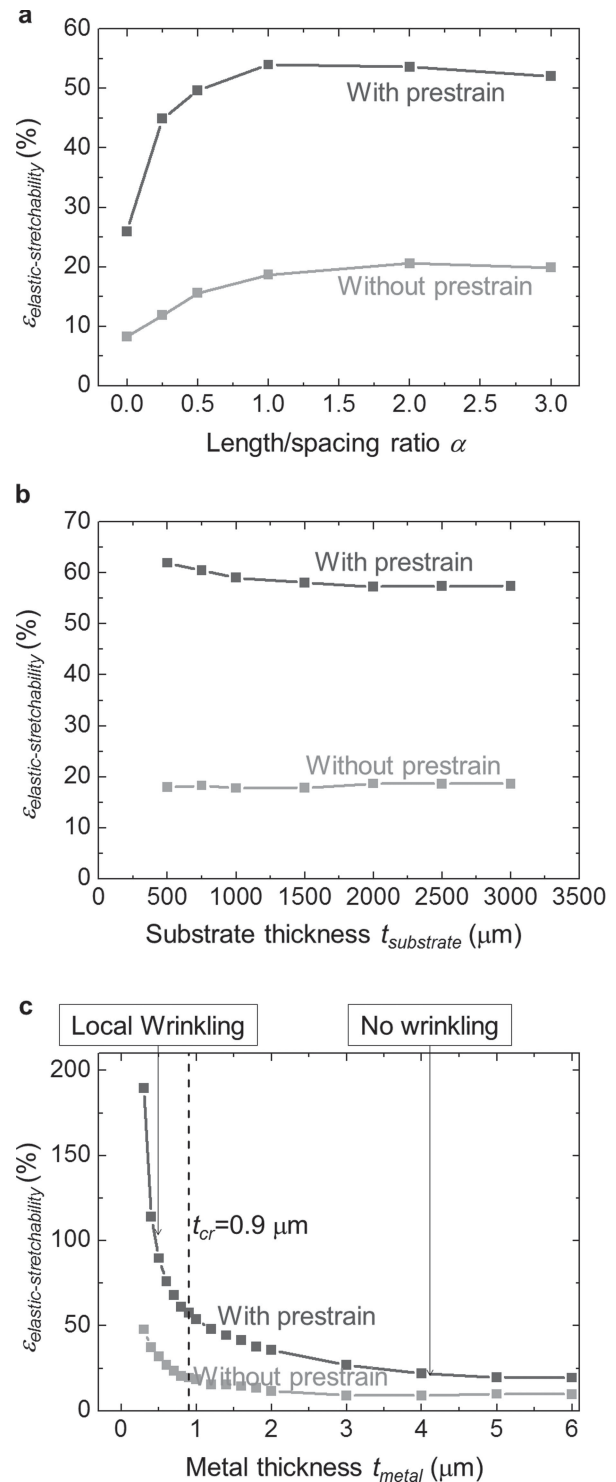 a
60
50
40
30
20
10
0
εelastic-stretchability (%)
With prestrain
Without prestrain
0.0 0.5 1.0 1.5 2.0 2.5 3.0
Length/spacing ratio α
b
70
60
50
40
30
20
10
0
εelastic-stretchability (%)
With prestrain
Without prestrain
0 500 1000 1500 2000 2500 3000 3500
Substrate thickness tsubstrate (μm)
c
Local Wrinkling No wrinkling
200
150
100
50
0
εelastic-stretchability (%)
tcr=0.9 μm
With prestrain
Without prestrain
0 1 2 3 4 5 6
Metal thickness tmetal (μm)